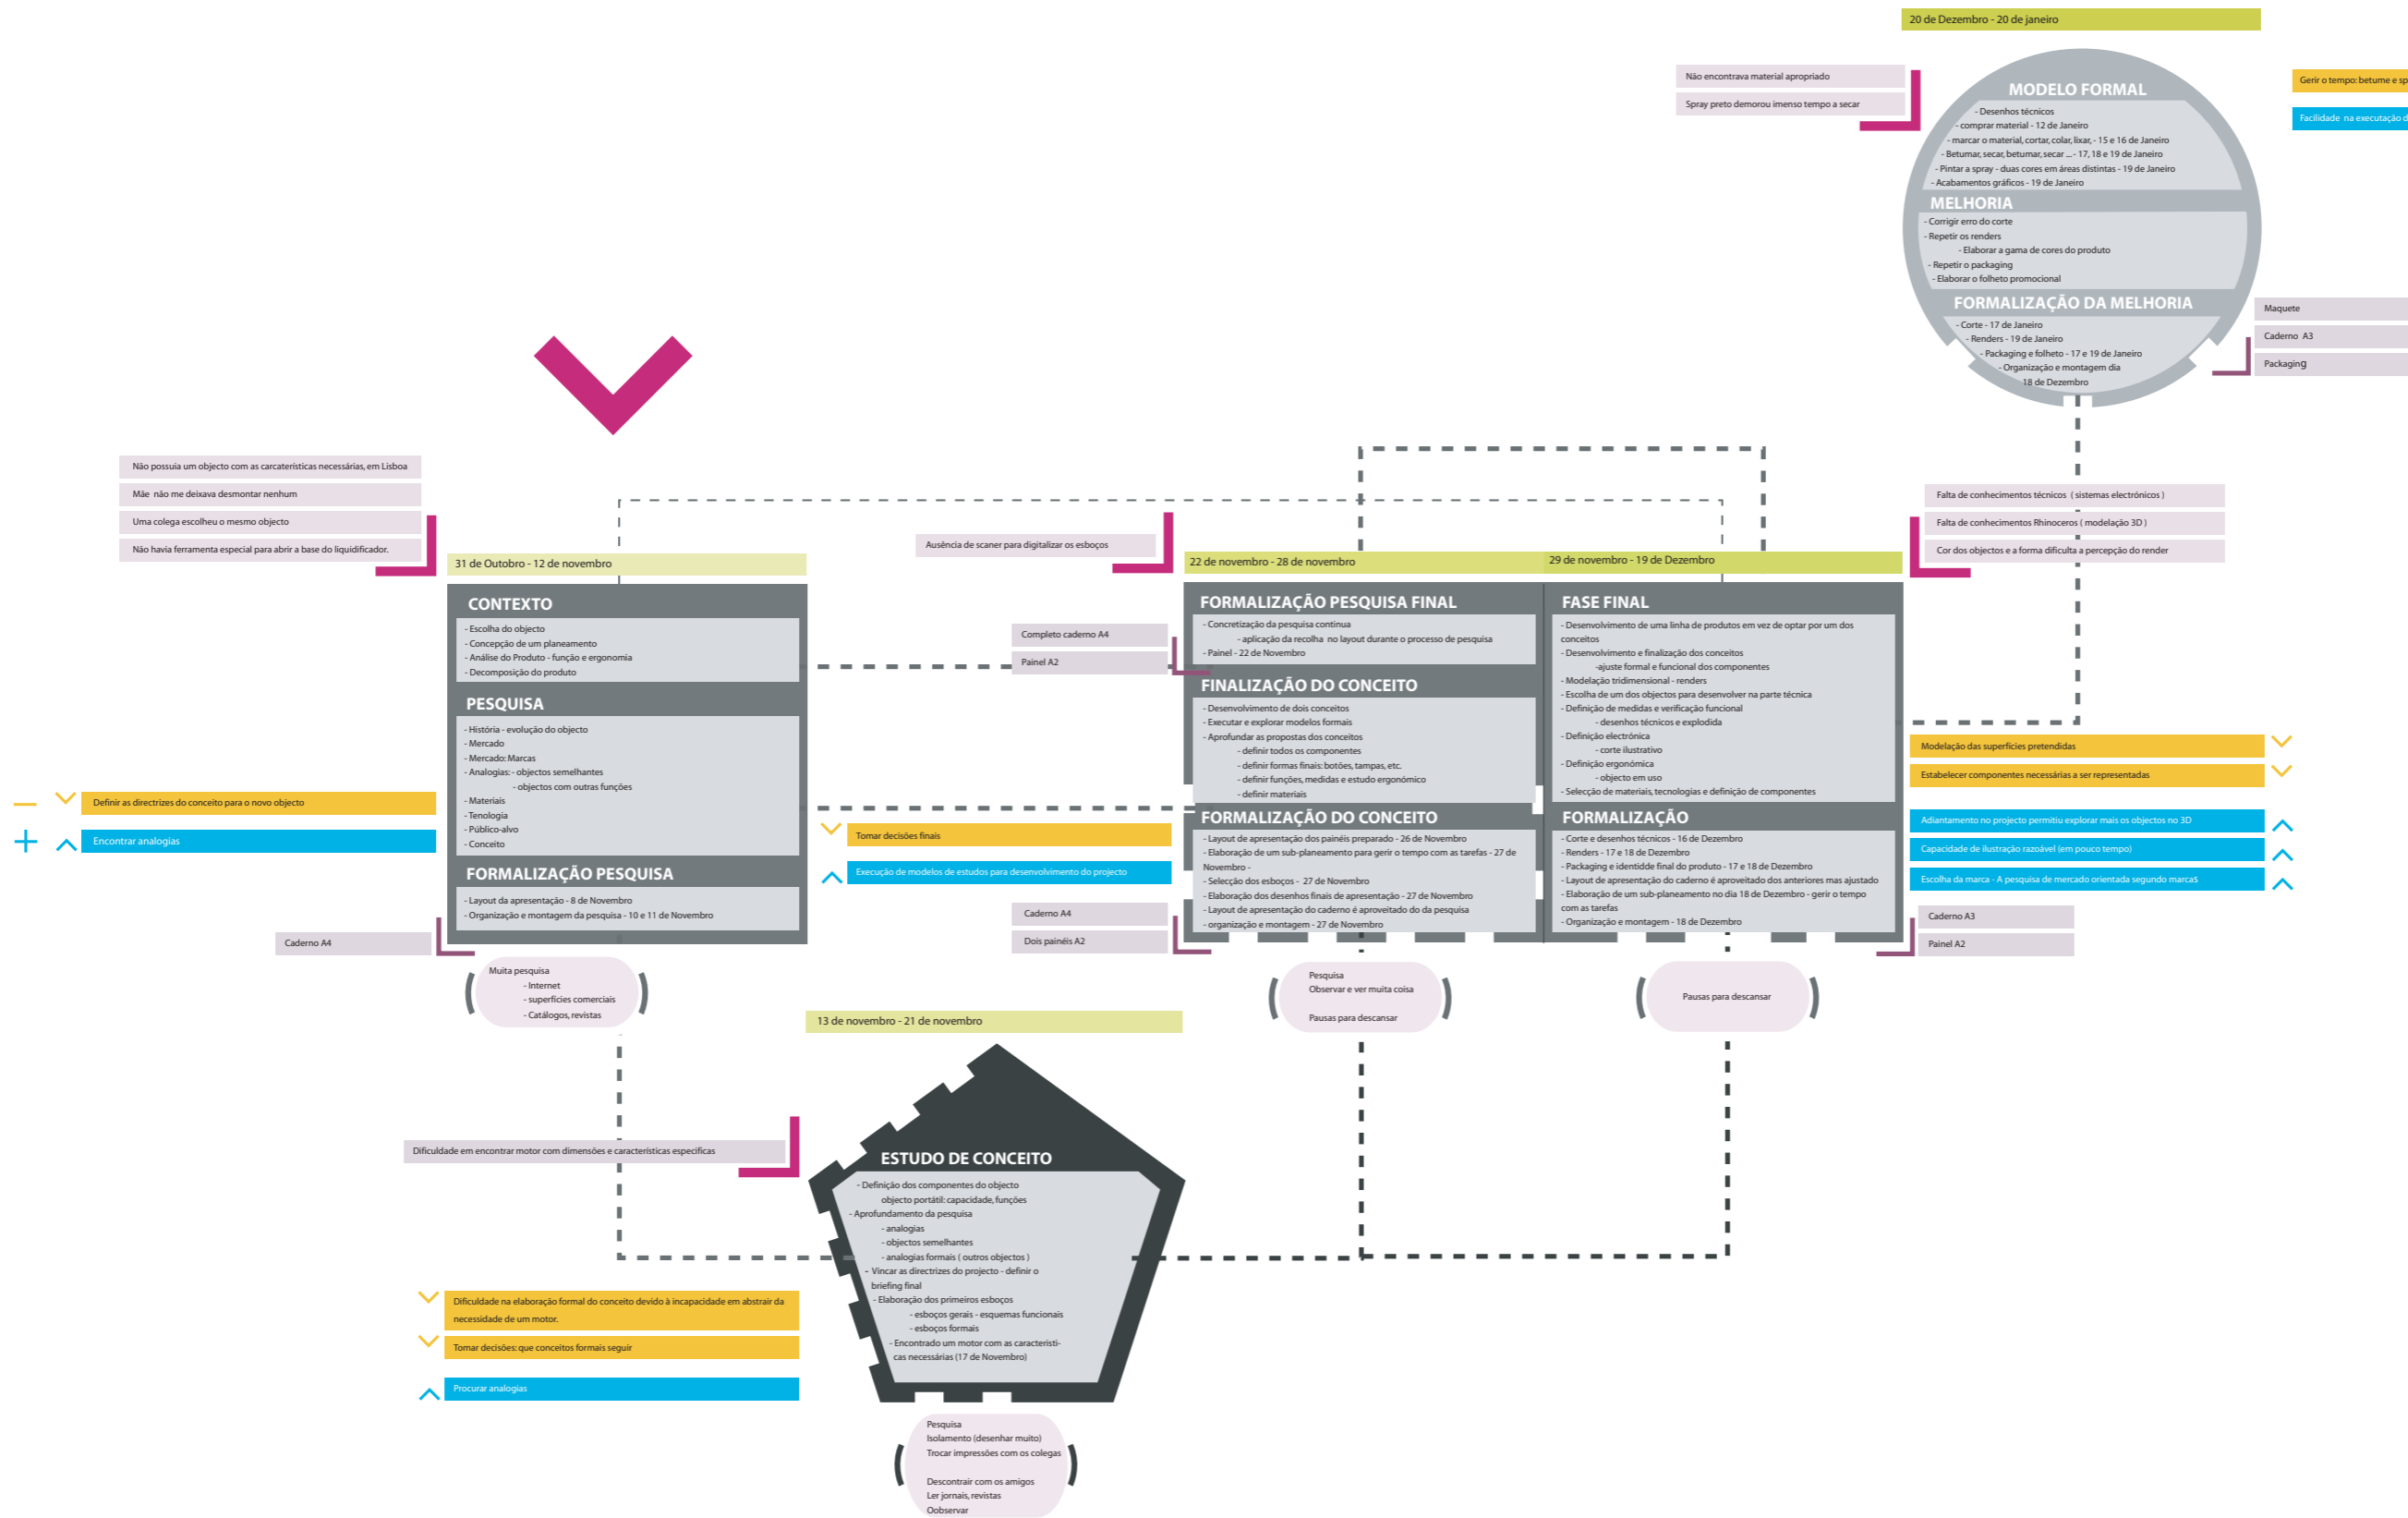 20 de Dezembro - 20 de janeiro
Não encontrava material apropriado
Spray preto demorou imenso tempo a secar
MODELO FORMAL
- Desenhos técnicos
- comprar material - 12 de Janeiro
- marcar o material, cortar, colar, lixar, - 15 e 16 de Janeiro
- Betumar, secar, betumar, secar ... - 17, 18 e 19 de Janeiro
- Pintar a spray - duas cores em áreas distintas - 19 de Janeiro
- Acabamentos gráficos - 19 de Janeiro
MELHORIA
- Corrigir erro do corte
- Repetir os renders
- Elaborar a gama de cores do produto
- Repetir o packaging
- Elaborar o folheto promocional
FORMALIZAÇÃO DA MELHORIA
- Corte - 17 de Janeiro
- Renders - 19 de Janeiro
- Packaging e folheto - 17 e 19 de Janeiro
- Organização e montagem dia
18 de Dezembro
Gerir o tempo: betume e sp
Facilidade na executação d
Maquete
Caderno A3
Packaging
Não possuia um objecto com as carcaterísticas necessárias, em Lisboa
Mãe não me deixava desmontar nenhum
Uma colega escolheu o mesmo objecto
Não havia ferramenta especial para abrir a base do liquidificador.
31 de Outubro - 12 de novembro
CONTEXTO
- Escolha do objecto
- Concepção de um planeamento
- Análise do Produto - função e ergonomia
- Decomposição do produto
PESQUISA
- História - evolução do objecto
- Mercado
- Mercado: Marcas
- Analogias: - objectos semelhantes
- objectos com outras funções
- Materiais
- Tenologia
- Público-alvo
- Conceito
FORMALIZAÇÃO PESQUISA
- Layout da apresentação - 8 de Novembro
- Organização e montagem da pesquisa - 10 e 11 de Novembro
Definir as directrizes do conceito para o novo objecto
Encontrar analogias
Caderno A4
Muita pesquisa
- Internet
- superfícies comerciais
- Catálogos, revistas
Ausência de scaner para digitalizar os esboços
22 de novembro - 28 de novembro
Completo caderno A4
Painel A2
FORMALIZAÇÃO PESQUISA FINAL
- Concretização da pesquisa continua
- aplicação da recolha no layout durante o processo de pesquisa
- Painel - 22 de Novembro
FINALIZAÇÃO DO CONCEITO
- Desenvolvimento de dois conceitos
- Executar e explorar modelos formais
- Aprofundar as propostas dos conceitos
- definir todos os componentes
- definir formas finais: botões, tampas, etc.
- definir funções, medidas e estudo ergonómico
- definir materiais
FORMALIZAÇÃO DO CONCEITO
- Layout de apresentação dos painéis preparado - 26 de Novembro
- Elaboração de um sub-planeamento para gerir o tempo com as tarefas - 27 de
Novembro -
- Selecção dos esboços - 27 de Novembro
- Elaboração dos desenhos finais de apresentação - 27 de Novembro
- Layout de apresentação do caderno é aproveitado do da pesquisa
- organização e montagem - 27 de Novembro
Tomar decisões finais
Execução de modelos de estudos para desenvolvimento do projecto
Caderno A4
Dois painéis A2
Pesquisa
Observar e ver muita coisa
Pausas para descansar
29 de novembro - 19 de Dezembro
FASE FINAL
- Desenvolvimento de uma linha de produtos em vez de optar por um dos
conceitos
- Desenvolvimento e finalização dos conceitos
-ajuste formal e funcional dos componentes
- Modelação tridimensional - renders
- Escolha de um dos objectos para desenvolver na parte técnica
- Definição de medidas e verificação funcional
- desenhos técnicos e explodida
- Definição electrónica
- corte ilustrativo
- Definição ergonómica
- objecto em uso
- Selecção de materiais, tecnologias e definição de componentes
FORMALIZAÇÃO
- Corte e desenhos técnicos - 16 de Dezembro
- Renders - 17 e 18 de Dezembro
- Packaging e identidde final do produto - 17 e 18 de Dezembro
- Layout de apresentação do caderno é aproveitado dos anteriores mas ajustado
- Elaboração de um sub-planeamento no dia 18 de Dezembro - gerir o tempo
com as tarefas
- Organização e montagem - 18 de Dezembro
Falta de conhecimentos técnicos ( sistemas electrónicos )
Falta de conhecimentos Rhinoceros ( modelação 3D )
Cor dos objectos e a forma dificulta a percepção do render
Modelação das superfícies pretendidas
Estabelecer componentes necessárias a ser representadas
Adiantamento no projecto permitiu explorar mais os objectos no 3D
Capacidade de ilustração razoável (em pouco tempo)
Escolha da marca - A pesquisa de mercado orientada segundo marcas
Caderno A3
Painel A2
Pausas para descansar
13 de novembro - 21 de novembro
Dificuldade em encontrar motor com dimensões e características especificas
ESTUDO DE CONCEITO
- Definição dos componentes do objecto
objecto portátil: capacidade, funções
- Aprofundamento da pesquisa
- analogias
- objectos semelhantes
- analogias formais ( outros objectos )
- Vincar as directrizes do projecto - definir o
briefing final
- Elaboração dos primeiros esboços
- esboços gerais - esquemas funcionais
- esboços formais
- Encontrado um motor com as caracteristi-
cas necessárias (17 de Novembro)
Dificuldade na elaboração formal do conceito devido à incapacidade em abstrair da
necessidade de um motor.
Tomar decisões: que conceitos formais seguir
Procurar analogias
Pesquisa
Isolamento (desenhar muito)
Trocar impressões com os colegas
Descontrair com os amigos
Ler jornais, revistas
Oobservar